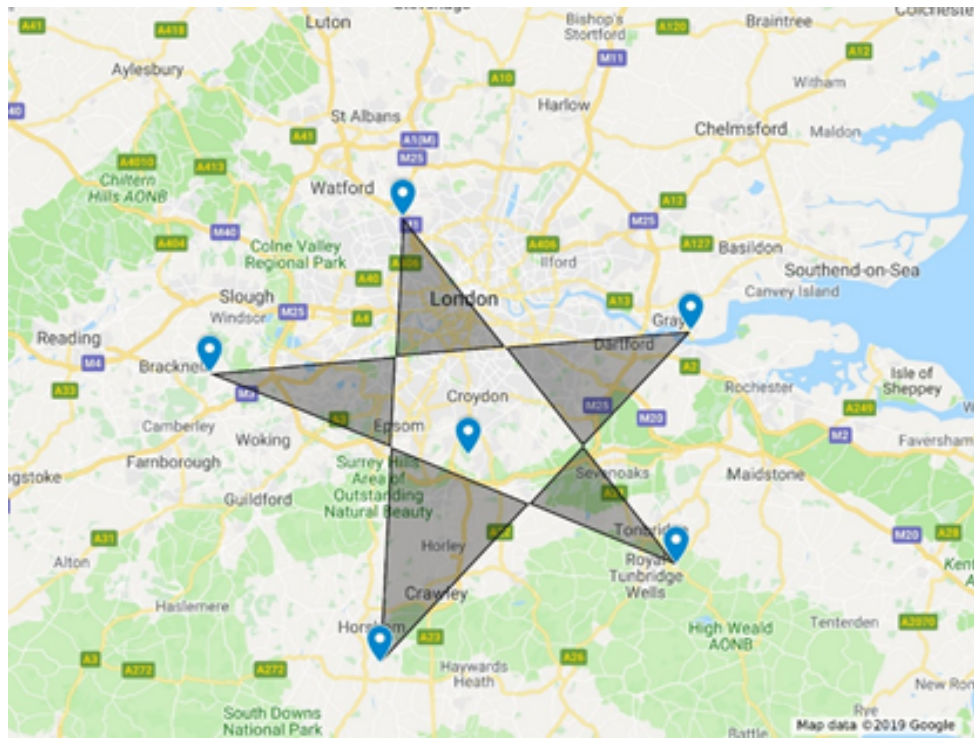 A41
A418
Luton
Bishop's
Stortford
A120
Braintree
Aylesbury
M11
A12
A10
Witham
40
St Albans
Harlow
A41
A1(M)
Chelmsford
Maldon
A4010
A413
M25
Chiltern
Hills AONB
Watford
A12
M25
M40
A404
Colne Valley
Regional Park
A406
A127
Basildon
Ilford
A40
Southend-on-Sea
Slough
London
Canvey Island
Windsor
M25
A13
A4
Gray
Reading
Dartford
M4
Bracknell
A2
Isle of
Sheppey
A33
M3
Croydon
Rochester
M25
M20
A249
Camberley
A3
Epsom
M2
Faversham
Woking
Farnborough
Surrey Hills
Area of
Outstanding
Natural Beauty
Sevenoaks
Maidstone
ngstoke
Guildford
A31
Horley
M20
A28
Alton
Royal
Tunbridge
Wells
Haslemere
Crawley
High Weald
AONB
Tenterden
A2070
A23
A3
A272
A272
Haywards
Heath
A26
South Downs
National Park
New Ron
Rye
Battle
Map data ©2019 Google